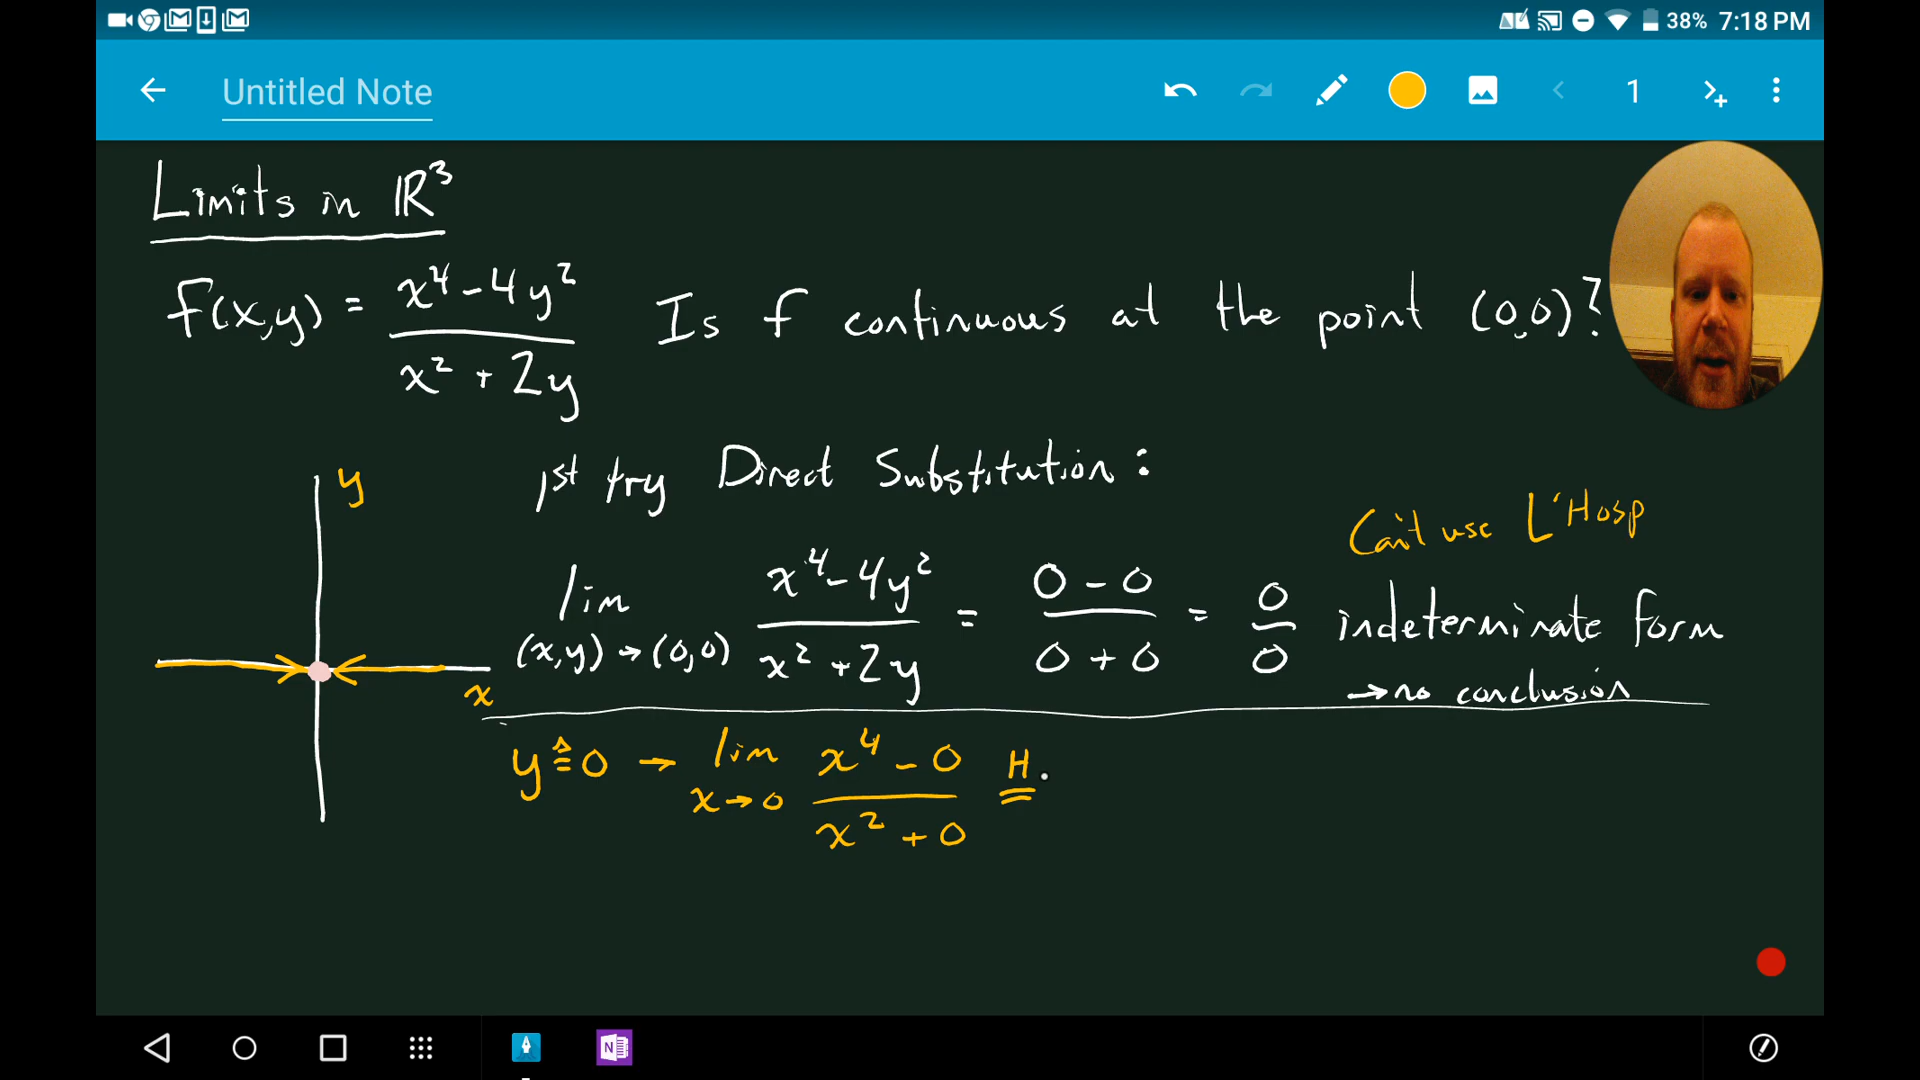 38% 7:18 PM
Untitled Note
1
Limits in ℝ³
f(x,y) = (x⁴ - 4y²)/(x² + 2y) Is f continuous at the point (0,0)?
y
x
1st try Direct Substitution:
Can't use L'Hosp
lim (x,y)→(0,0) (x⁴ - 4y²)/(x² + 2y) = (0 - 0)/(0 + 0) = 0/0 indeterminate form
→ no conclusion
y ≙ 0 → lim x→0 (x⁴ - 0)/(x² + 0) H=
N